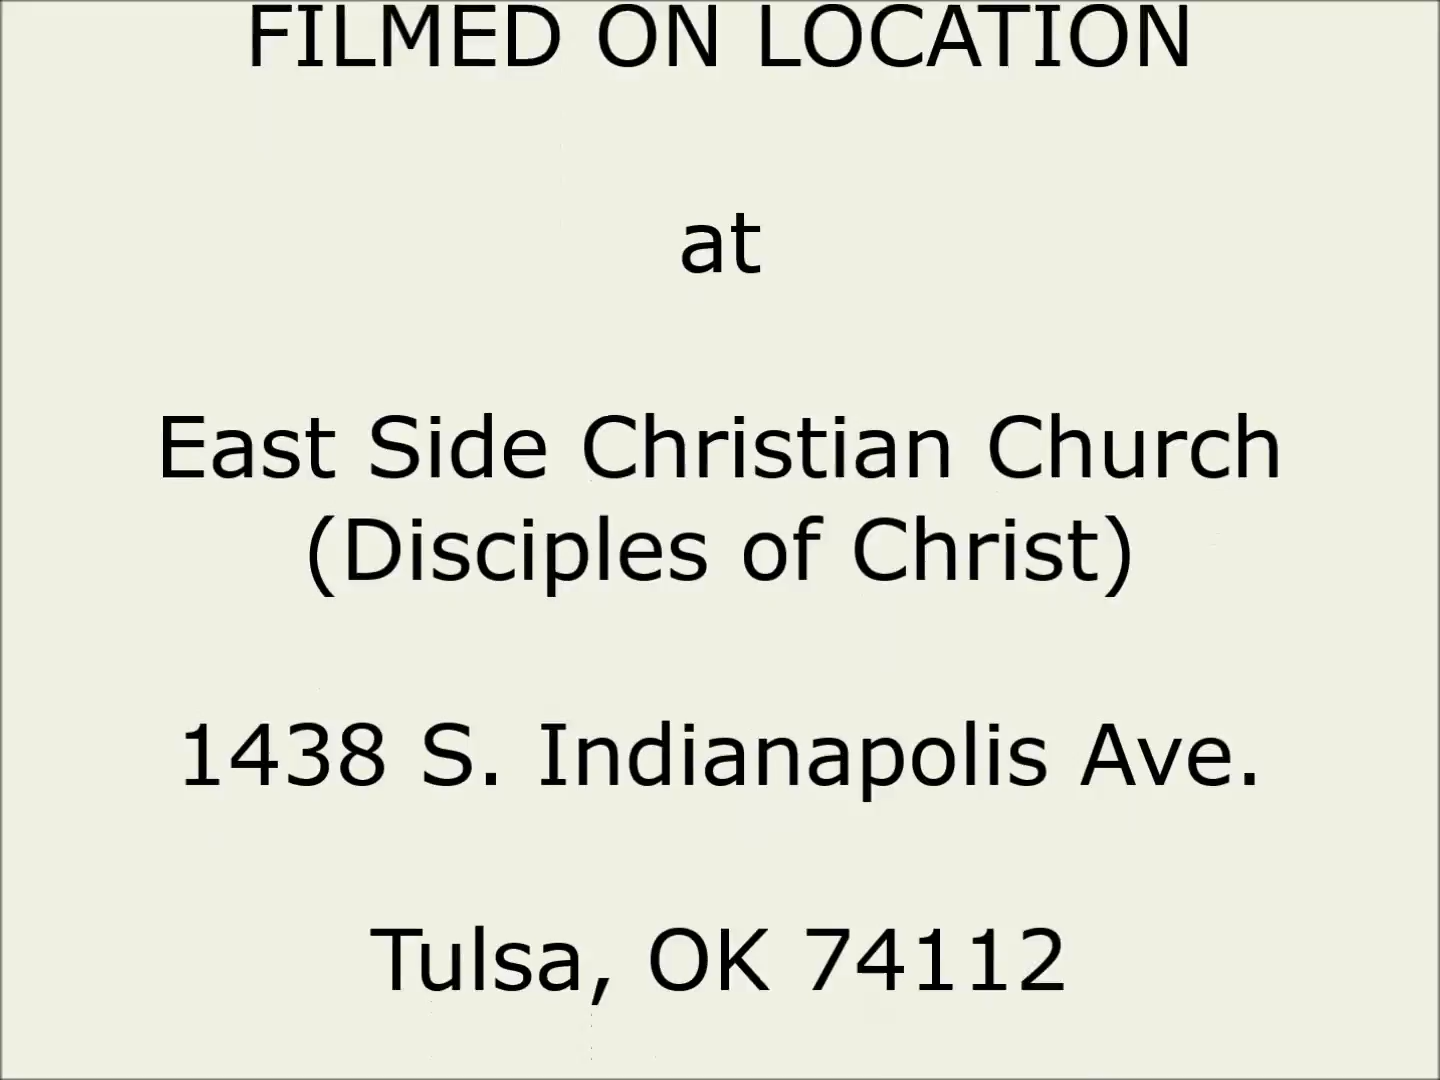 FILMED ON LOCATION
at
East Side Christian Church
(Disciples of Christ)
1438 S. Indianapolis Ave.
Tulsa, OK 74112